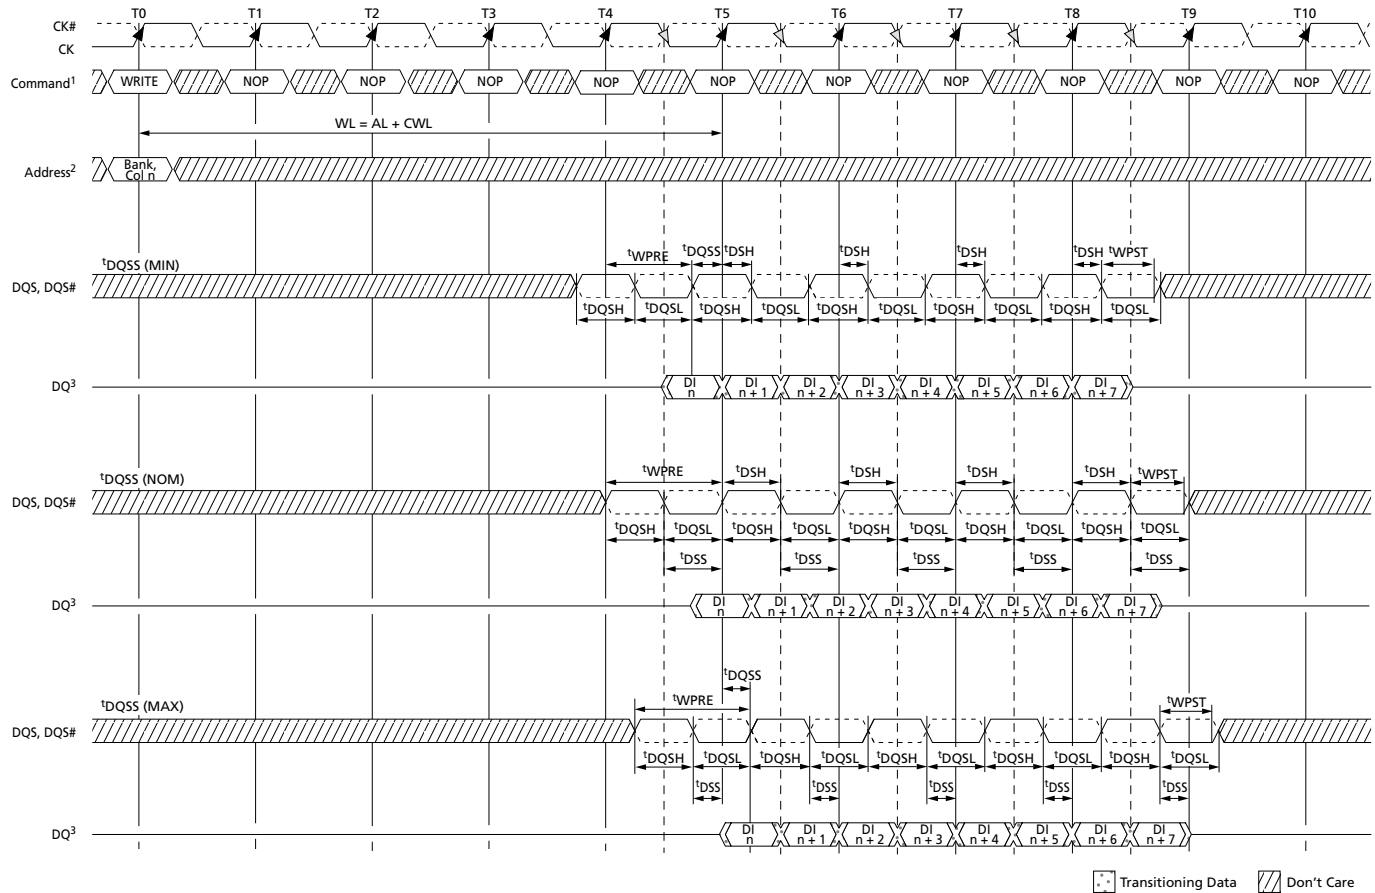 T0 T1 T2 T3 T4 T5 T6 T7 T8 T9 T10
CK#
CK
Command1 WRITE NOP NOP NOP NOP NOP NOP NOP NOP NOP NOP
WL = AL + CWL
Address2 Bank, Col n
tDQSS (MIN) tWPRE tDQSS tDSH tDSH tDSH tDSH tWPST
DQS, DQS#
tDQSH tDQSL tDQSH tDQSL tDQSH tDQSL tDQSH tDQSL tDQSH tDQSL
DI DI DI DI DI DI DI DI
DQ3
n n + 1 n + 2 n + 3 n + 4 n + 5 n + 6 n + 7
tDQSS (NOM) tWPRE tDSH tDSH tDSH tDSH tWPST
DQS, DQS#
tDQSH tDQSL tDQSH tDQSL tDQSH tDQSL tDQSH tDQSL tDQSH tDQSL
tDSS tDSS tDSS tDSS tDSS
DI DI DI DI DI DI DI DI
DQ3
n n + 1 n + 2 n + 3 n + 4 n + 5 n + 6 n + 7
tDQSS
tDQSS (MAX) tWPRE tWPST
DQS, DQS#
tDQSH tDQSL tDQSH tDQSL tDQSH tDQSL tDQSH tDQSL tDQSH tDQSL
tDSS tDSS tDSS tDSS tDSS
DI DI DI DI DI DI DI DI
DQ3
n n + 1 n + 2 n + 3 n + 4 n + 5 n + 6 n + 7
Transitioning Data Don't Care